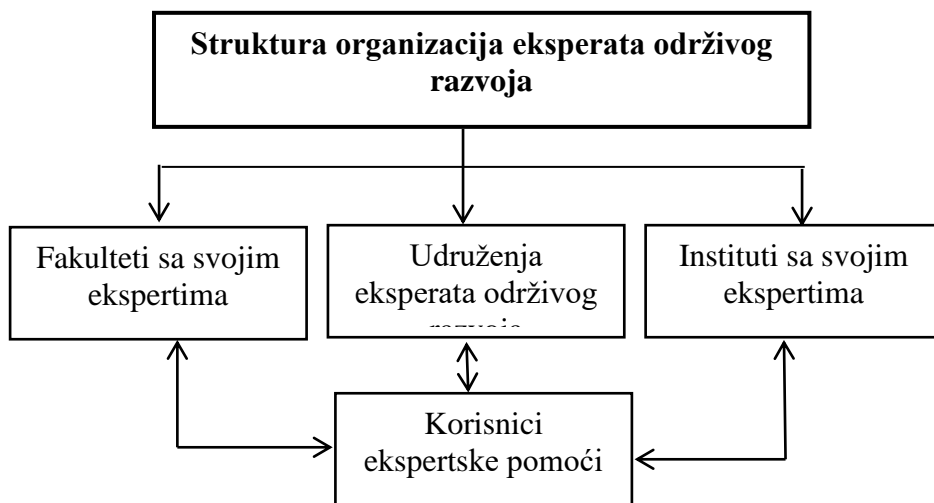 Struktura organizacija eksperata održivog
razvoja
Fakulteti sa svojim
ekspertima
Udruženja
eksperata održivog
razvoja
Instituti sa svojim
ekspertima
Korisnici
ekspertske pomoći